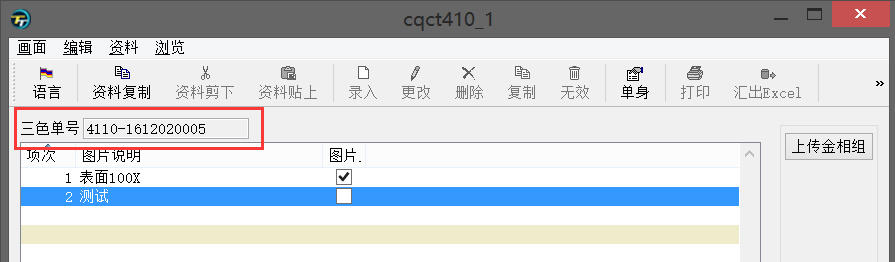 cqct410_1
画面 编辑 资料 浏览
语言 资料复制 资料剪下 资料贴上 录入 更改 删除 复制 无效 单身 打印 汇出Excel »
三色单号 4110-1612020005
上传金相组
项次 图片说明 图片.
1 表面100X
2 测试